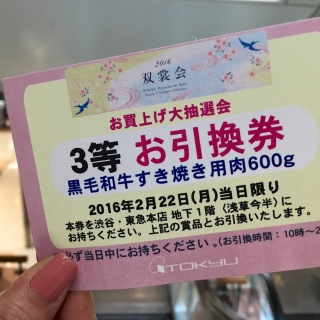 2016
双裳会
お買上げ大抽選会
3等 お引換券
黒毛和牛すき焼き用肉600g
2016年2月22日(月)当日限り
本券を渋谷・東急本店 地下1階 (浅草今半) に
お持ちください。上記の賞品とお引換いたします。
必ず当日中にお持ちください。(お引換時間：10時～2
TOKYU